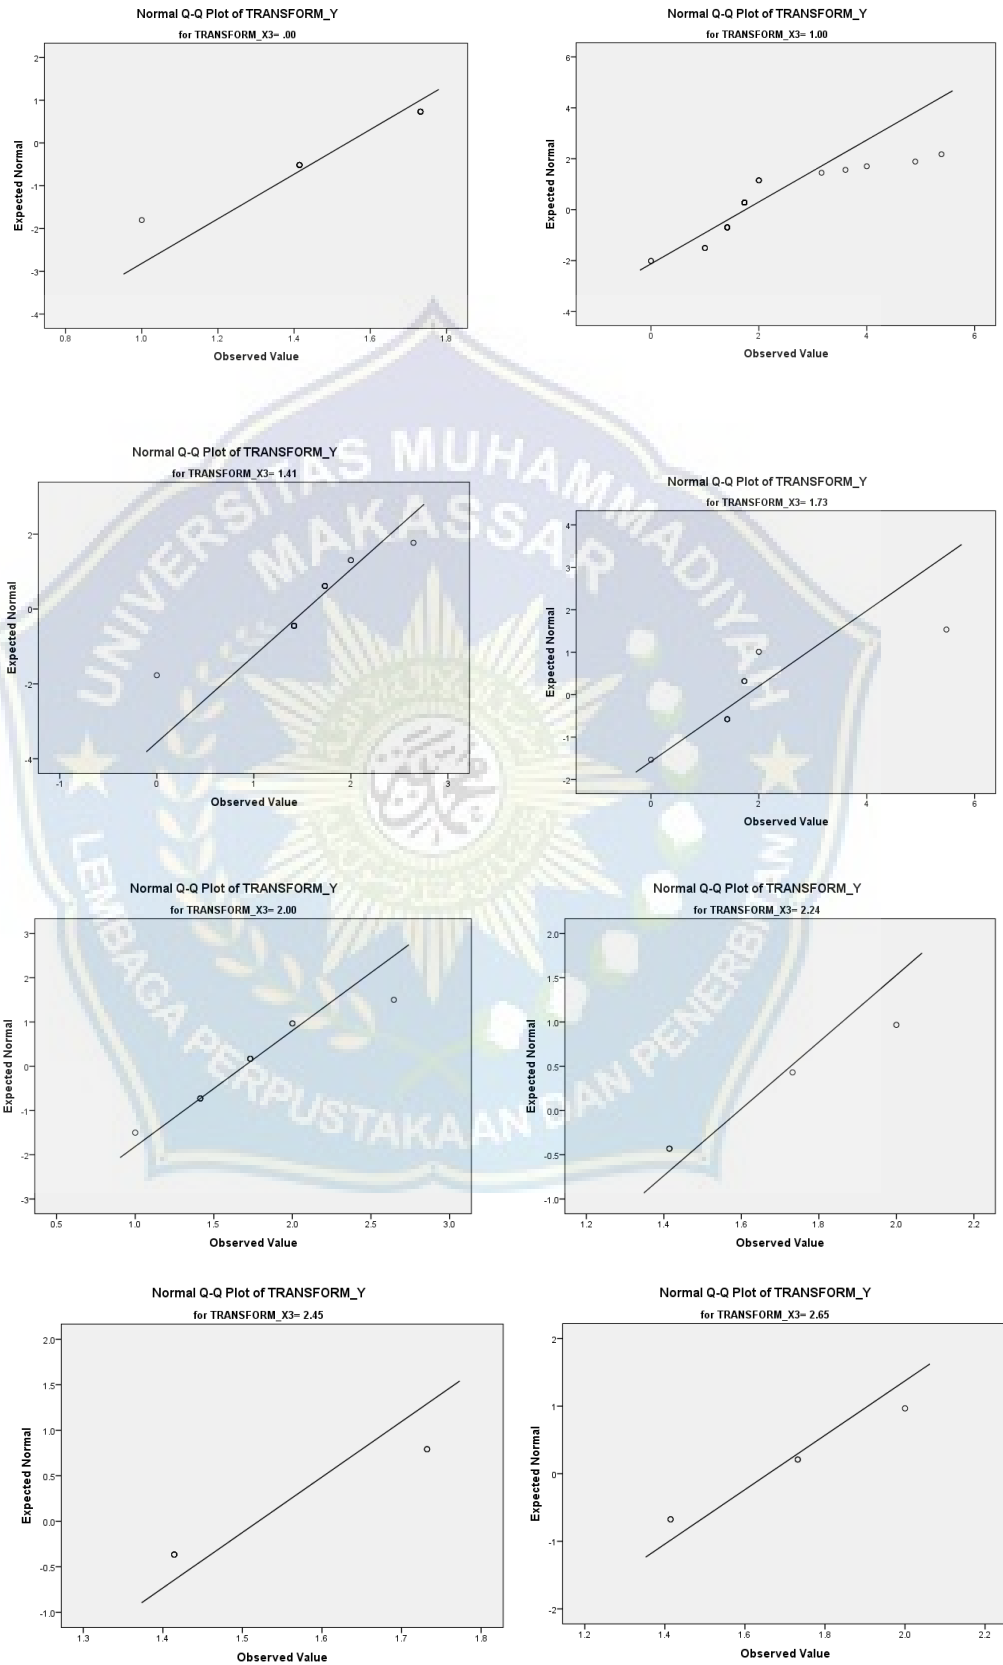 Normal Q-Q Plot of TRANSFORM_Y
for TRANSFORM_X3= .00
Expected Normal
2
1
0
-1
-2
-3
-4
0.8 1.0 1.2 1.4 1.6 1.8
Observed Value
Normal Q-Q Plot of TRANSFORM_Y
for TRANSFORM_X3= 1.00
Expected Normal
6
4
2
0
-2
-4
0 2 4 6
Observed Value
UNIVERSITAS MUHAMMADIYAH
MAKASSAR
LEMBAGA PERPUSTAKAAN DAN PENERBITAN
Normal Q-Q Plot of TRANSFORM_Y
for TRANSFORM_X3= 1.41
Expected Normal
2
0
-2
-4
-1 0 1 2 3
Observed Value
Normal Q-Q Plot of TRANSFORM_Y
for TRANSFORM_X3= 1.73
Expected Normal
4
3
2
1
0
-1
-2
0 2 4 6
Observed Value
Normal Q-Q Plot of TRANSFORM_Y
for TRANSFORM_X3= 2.00
Expected Normal
3
2
1
0
-1
-2
-3
0.5 1.0 1.5 2.0 2.5 3.0
Observed Value
Normal Q-Q Plot of TRANSFORM_Y
for TRANSFORM_X3= 2.24
Expected Normal
2.0
1.5
1.0
0.5
0.0
-0.5
-1.0
1.2 1.4 1.6 1.8 2.0 2.2
Observed Value
Normal Q-Q Plot of TRANSFORM_Y
for TRANSFORM_X3= 2.45
Expected Normal
2.0
1.5
1.0
0.5
0.0
-0.5
-1.0
1.3 1.4 1.5 1.6 1.7 1.8
Observed Value
Normal Q-Q Plot of TRANSFORM_Y
for TRANSFORM_X3= 2.65
Expected Normal
2
1
0
-1
-2
1.2 1.4 1.6 1.8 2.0 2.2
Observed Value